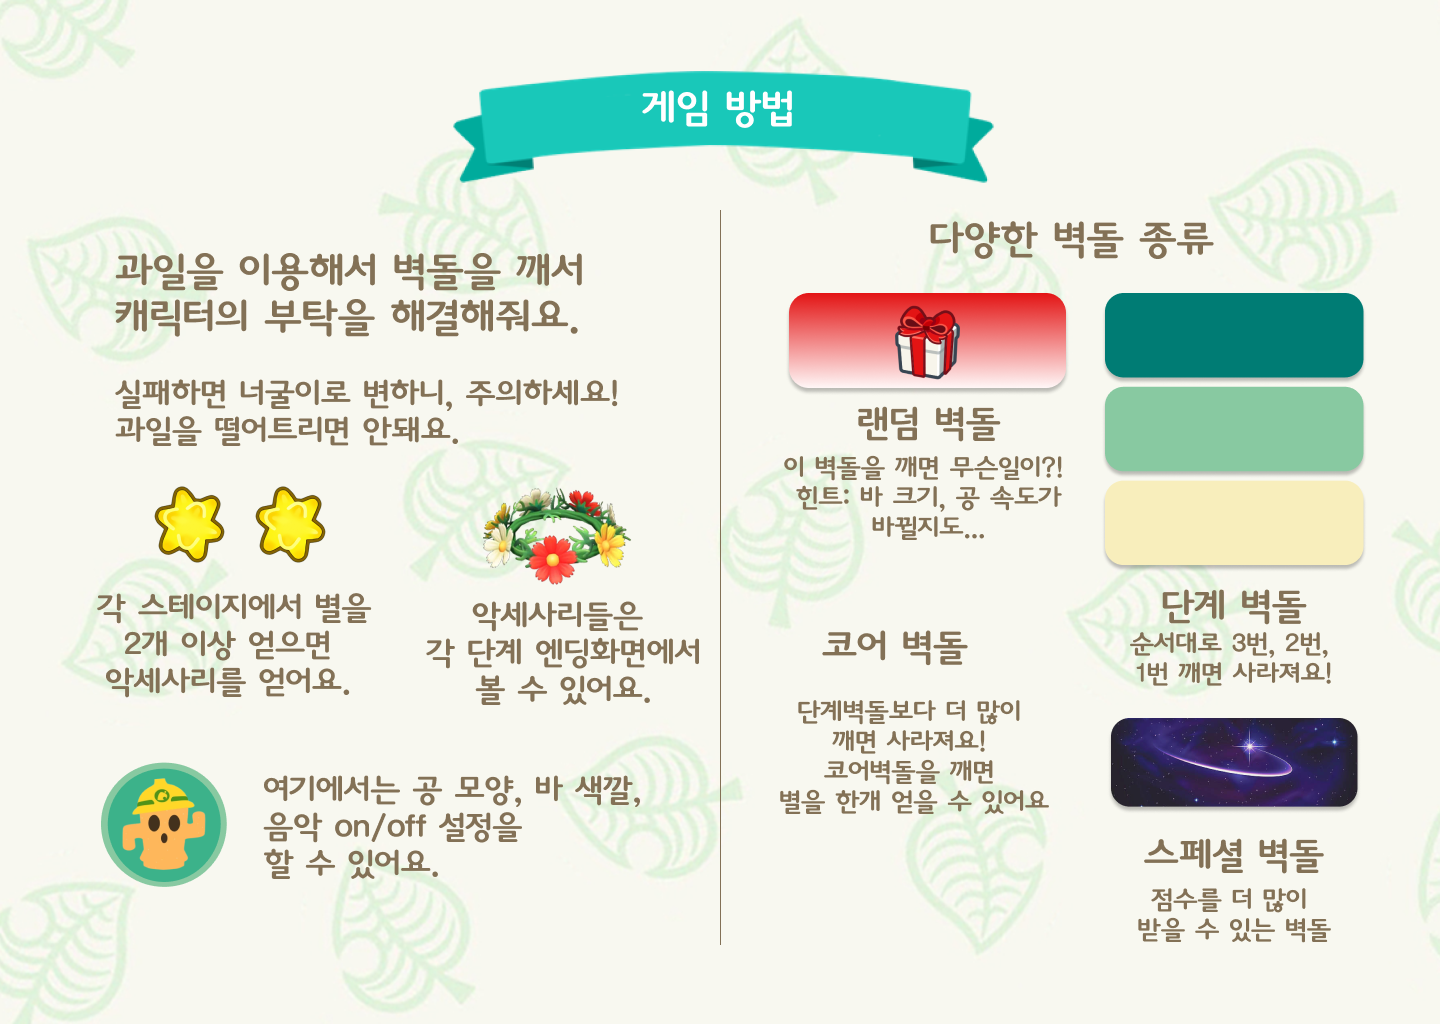 게임 방법
과일을 이용해서 벽돌을 깨서
캐릭터의 부탁을 해결해줘요.
실패하면 너굴이로 변하니, 주의하세요!
과일을 떨어트리면 안돼요.
각 스테이지에서 별을
2개 이상 얻으면
악세사리를 얻어요.
악세사리들은
각 단계 엔딩화면에서
볼 수 있어요.
여기에서는 공 모양, 바 색깔,
음악 on/off 설정을
할 수 있어요.
다양한 벽돌 종류
랜덤 벽돌
이 벽돌을 깨면 무슨일이?!
힌트: 바 크기, 공 속도가
바뀔지도...
단계 벽돌
순서대로 3번, 2번,
1번 깨면 사라져요!
코어 벽돌
단계벽돌보다 더 많이
깨면 사라져요!
코어벽돌을 깨면
별을 한개 얻을 수 있어요
스페셜 벽돌
점수를 더 많이
받을 수 있는 벽돌